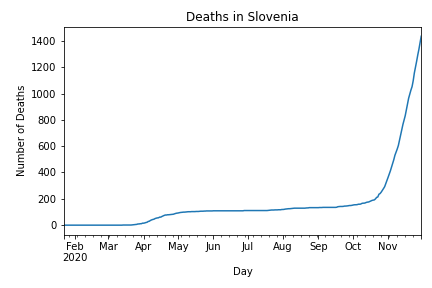 Deaths in Slovenia
Number of Deaths
1400
1200
1000
800
600
400
200
0
Feb Mar Apr May Jun Jul Aug Sep Oct Nov
2020
Day